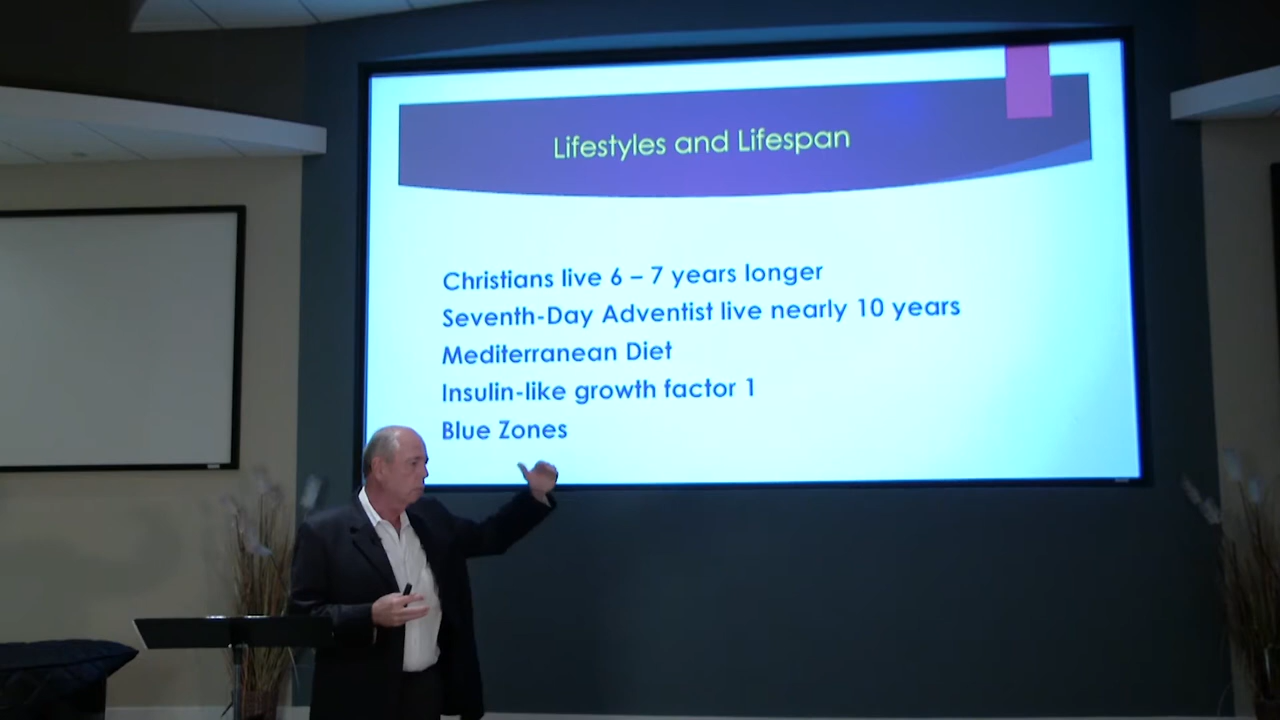 Lifestyles and Lifespan
Christians live 6 – 7 years longer
Seventh-Day Adventist live nearly 10 years
Mediterranean Diet
Insulin-like growth factor 1
Blue Zones